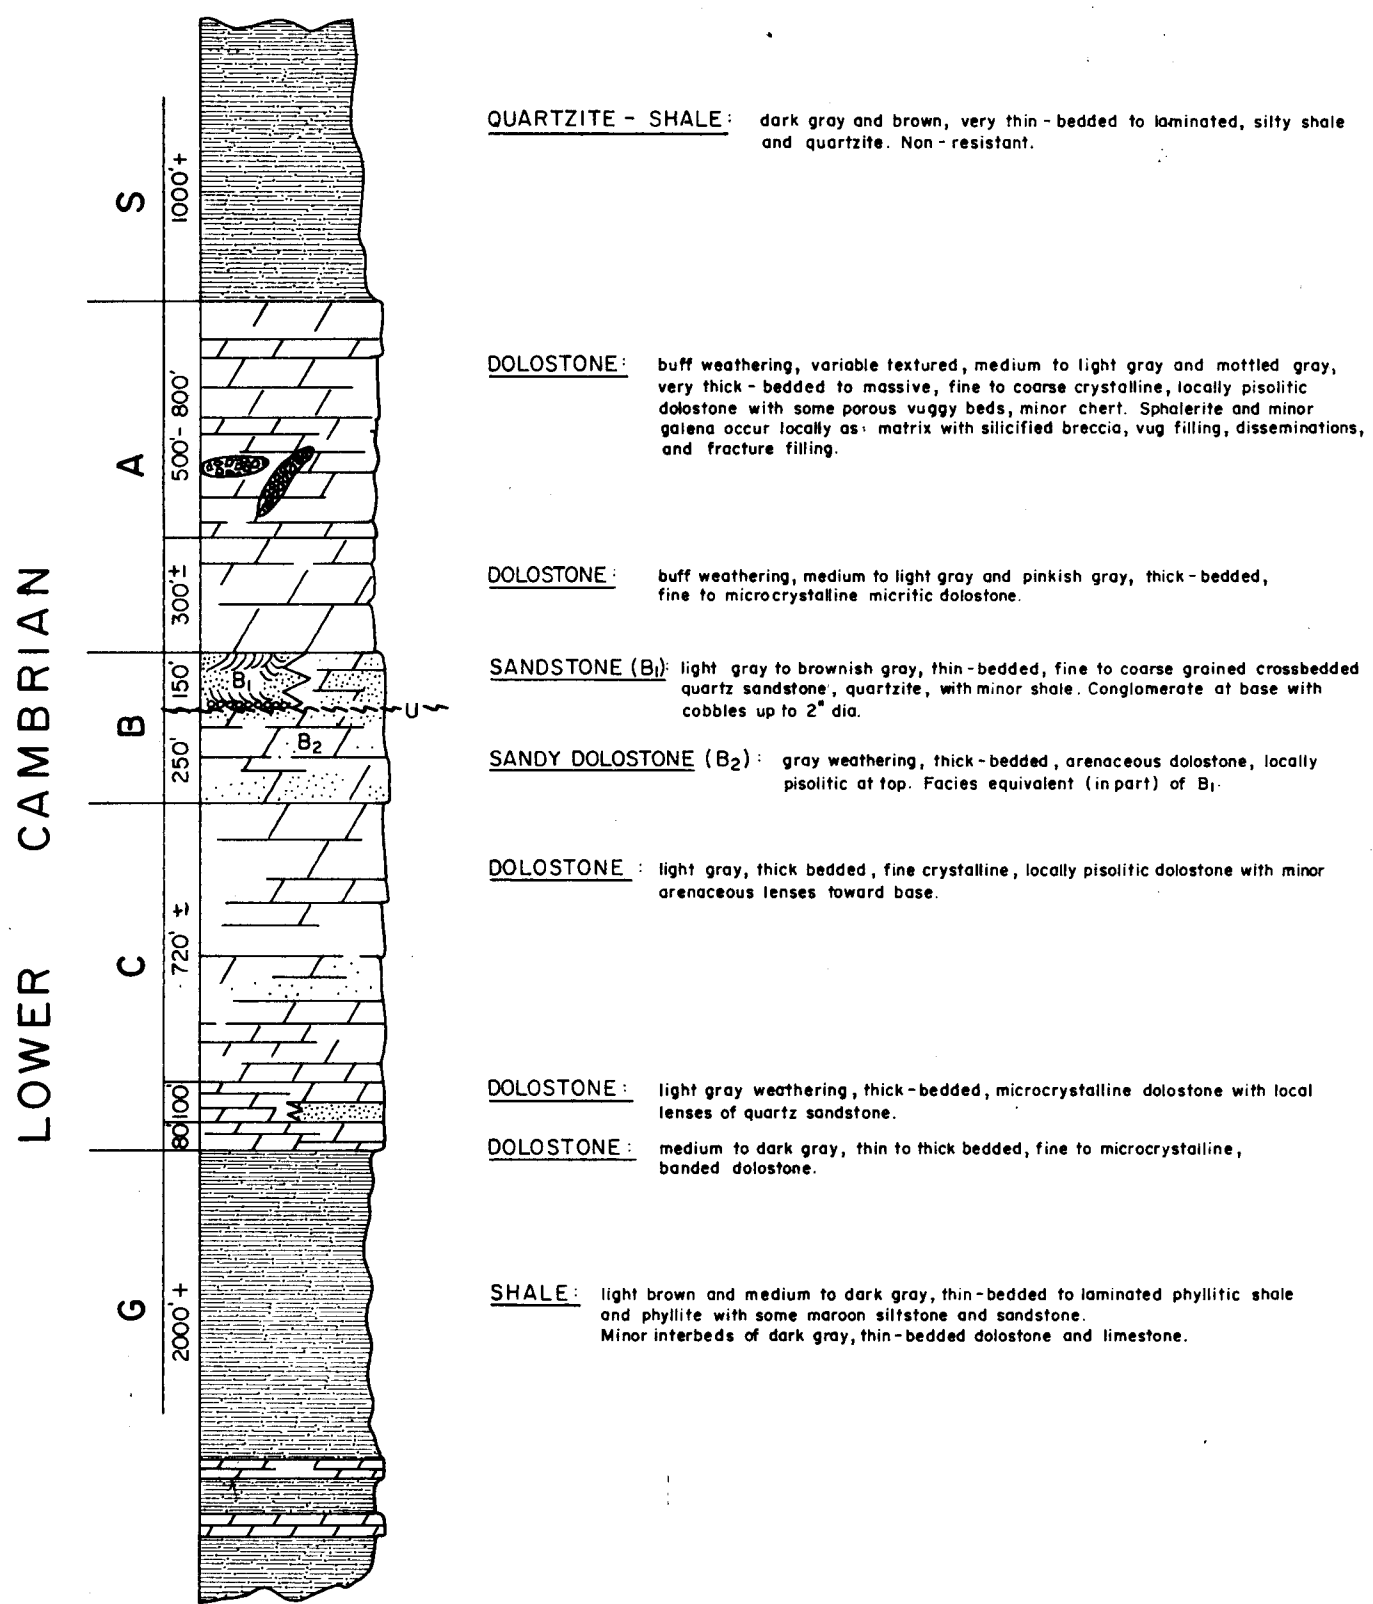 LOWER CAMBRIAN
S
1000'+
QUARTZITE - SHALE: dark gray and brown, very thin-bedded to laminated, silty shale
and quartzite. Non-resistant.
A
500'-800'
DOLOSTONE: buff weathering, variable textured, medium to light gray and mottled gray,
very thick-bedded to massive, fine to coarse crystalline, locally pisolitic
dolostone with some porous vuggy beds, minor chert. Sphalerite and minor
galena occur locally as: matrix with silicified breccia, vug filling, disseminations,
and fracture filling.
300'±
DOLOSTONE: buff weathering, medium to light gray and pinkish gray, thick-bedded,
fine to microcrystalline micritic dolostone.
B
150'
B₁
SANDSTONE (B₁): light gray to brownish gray, thin-bedded, fine to coarse grained crossbedded
quartz sandstone, quartzite, with minor shale. Conglomerate at base with
cobbles up to 2" dia.
U
250'
B₂
SANDY DOLOSTONE (B₂): gray weathering, thick-bedded, arenaceous dolostone, locally
pisolitic at top. Facies equivalent (in part) of B₁.
C
720' ±
DOLOSTONE: light gray, thick bedded, fine crystalline, locally pisolitic dolostone with minor
arenaceous lenses toward base.
100'
DOLOSTONE: light gray weathering, thick-bedded, microcrystalline dolostone with local
lenses of quartz sandstone.
80'
DOLOSTONE: medium to dark gray, thin to thick bedded, fine to microcrystalline,
banded dolostone.
G
2000'+
SHALE: light brown and medium to dark gray, thin-bedded to laminated phyllitic shale
and phyllite with some maroon siltstone and sandstone.
Minor interbeds of dark gray, thin-bedded dolostone and limestone.